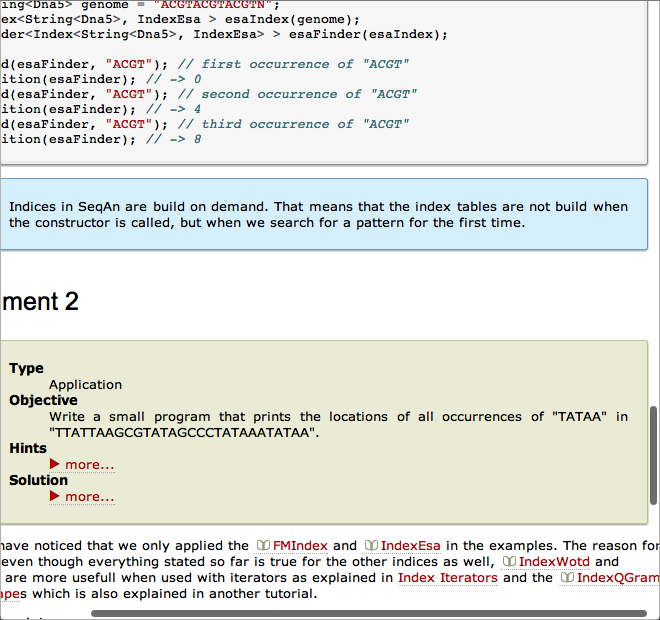 ing<Dna5> genome = "ACGTACGTACGTN";
ex<String<Dna5>, IndexEsa > esaIndex(genome);
der<Index<String<Dna5>, IndexEsa> > esaFinder(esaIndex);
d(esaFinder, "ACGT"); // first occurrence of "ACGT"
ition(esaFinder); // -> 0
d(esaFinder, "ACGT"); // second occurrence of "ACGT"
ition(esaFinder); // -> 4
d(esaFinder, "ACGT"); // third occurrence of "ACGT"
ition(esaFinder); // -> 8
Indices in SeqAn are build on demand. That means that the index tables are not build when
the constructor is called, but when we search for a pattern for the first time.
ment 2
Type
Application
Objective
Write a small program that prints the locations of all occurrences of "TATAA" in
"TTATTAAGCGTATAGCCCTATAAATATAA".
Hints
▶ more...
Solution
▶ more...
have noticed that we only applied the FMIndex and IndexEsa in the examples. The reason for
even though everything stated so far is true for the other indices as well, IndexWotd and
are more usefull when used with iterators as explained in Index Iterators and the IndexQGram
apes which is also explained in another tutorial.